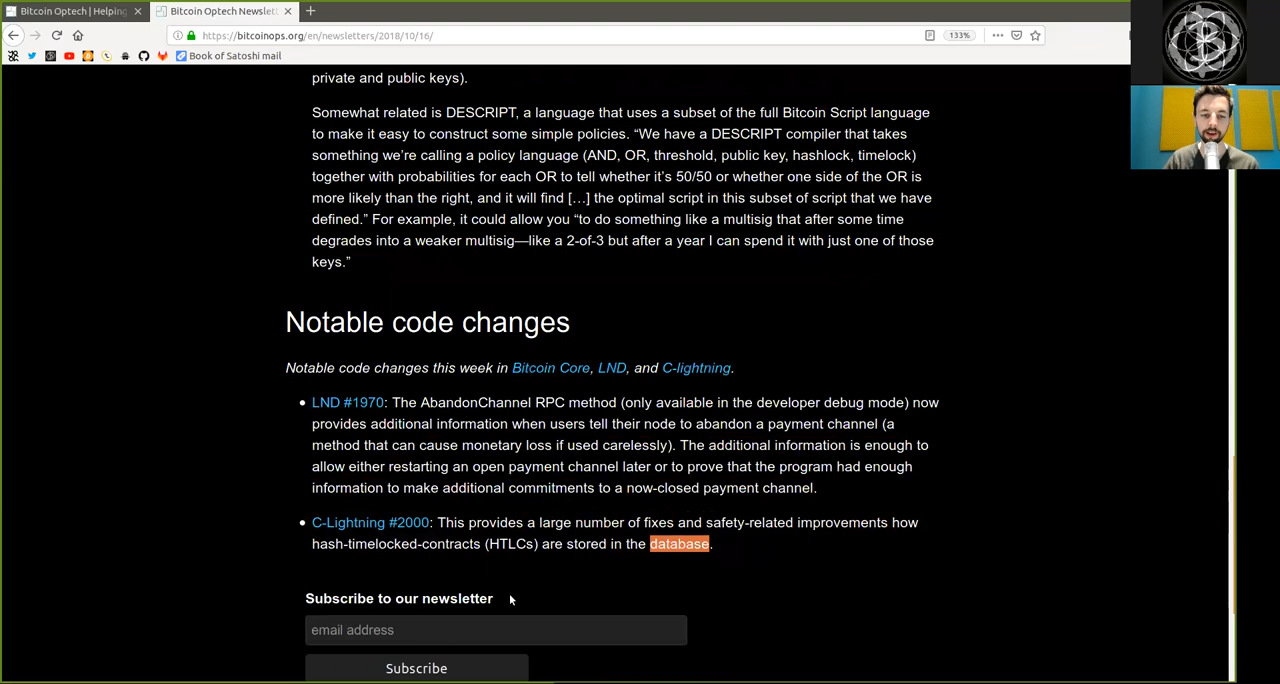 Bitcoin Optech | Helping
Bitcoin Optech Newslett
https://bitcoinops.org/en/newsletters/2018/10/16/
133%
Book of Satoshi mail
private and public keys).
Somewhat related is DESCRIPT, a language that uses a subset of the full Bitcoin Script language
to make it easy to construct some simple policies. “We have a DESCRIPT compiler that takes
something we’re calling a policy language (AND, OR, threshold, public key, hashlock, timelock)
together with probabilities for each OR to tell whether it’s 50/50 or whether one side of the OR is
more likely than the right, and it will find […] the optimal script in this subset of script that we have
defined.” For example, it could allow you “to do something like a multisig that after some time
degrades into a weaker multisig—like a 2-of-3 but after a year I can spend it with just one of those
keys.”
Notable code changes
Notable code changes this week in Bitcoin Core, LND, and C-lightning.
LND #1970: The AbandonChannel RPC method (only available in the developer debug mode) now
provides additional information when users tell their node to abandon a payment channel (a
method that can cause monetary loss if used carelessly). The additional information is enough to
allow either restarting an open payment channel later or to prove that the program had enough
information to make additional commitments to a now-closed payment channel.
C-Lightning #2000: This provides a large number of fixes and safety-related improvements how
hash-timelocked-contracts (HTLCs) are stored in the database.
Subscribe to our newsletter
email address
Subscribe